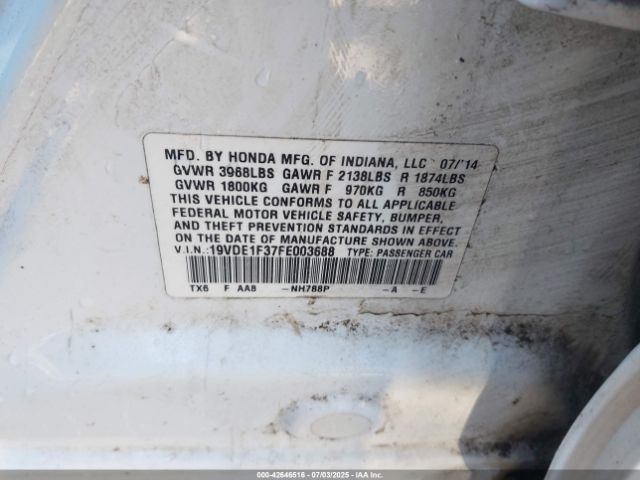 MFD. BY HONDA MFG. OF INDIANA, LLC 07/'14
GVWR 3968LBS GAWR F 2138LBS R 1874LBS
GVWR 1800KG GAWR F 970KG R 850KG
THIS VEHICLE CONFORMS TO ALL APPLICABLE
FEDERAL MOTOR VEHICLE SAFETY, BUMPER,
AND THEFT PREVENTION STANDARDS IN EFFECT
ON THE DATE OF MANUFACTURE SHOWN ABOVE.
V.I.N.: 19VDE1F37FE003688 TYPE: PASSENGER CAR
TX6 F AA8 -NH788P -A -E
000-42646516 | 07/03/2025 | IAAI.COM